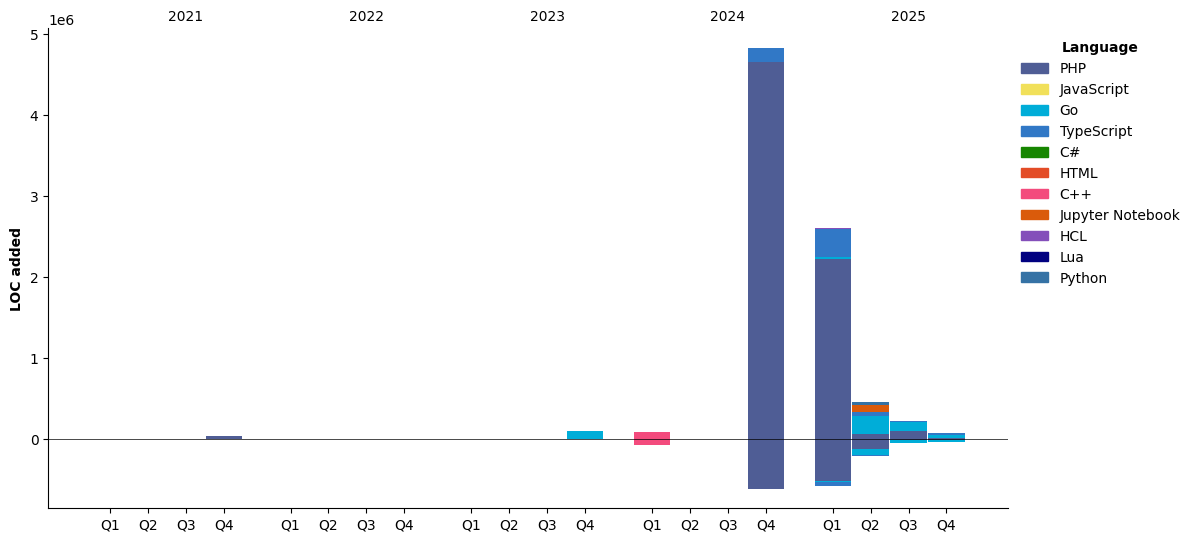 1e6
2021 2022 2023 2024 2025
5
4
3
2
1
0
LOC added
Q1 Q2 Q3 Q4 Q1 Q2 Q3 Q4 Q1 Q2 Q3 Q4 Q1 Q2 Q3 Q4 Q1 Q2 Q3 Q4
Language
PHP
JavaScript
Go
TypeScript
C#
HTML
C++
Jupyter Notebook
HCL
Lua
Python